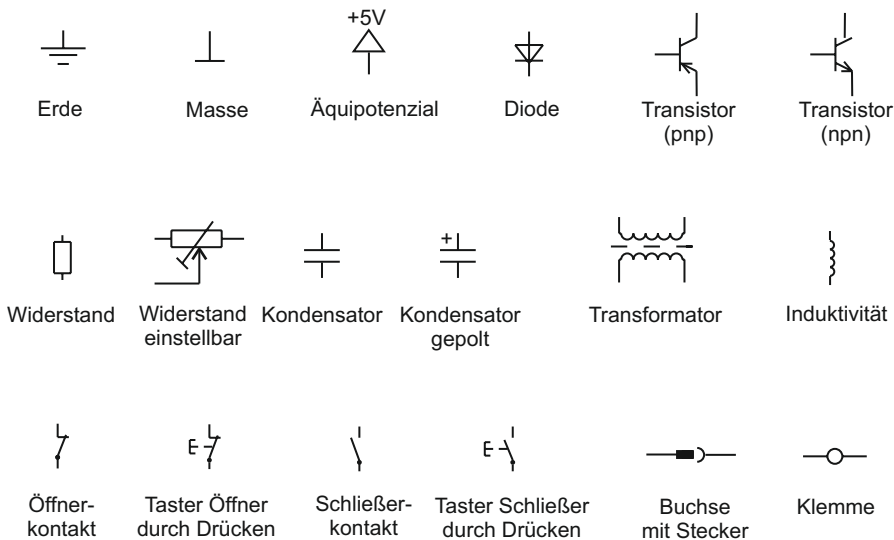 +5V
Erde Masse Äquipotenzial Diode Transistor (pnp) Transistor (npn)
Widerstand Widerstand einstellbar Kondensator Kondensator gepolt Transformator Induktivität
+
Öffner-
kontakt
Taster Öffner
durch Drücken
Schließer-
kontakt
Taster Schließer
durch Drücken
Buchse
mit Stecker
Klemme